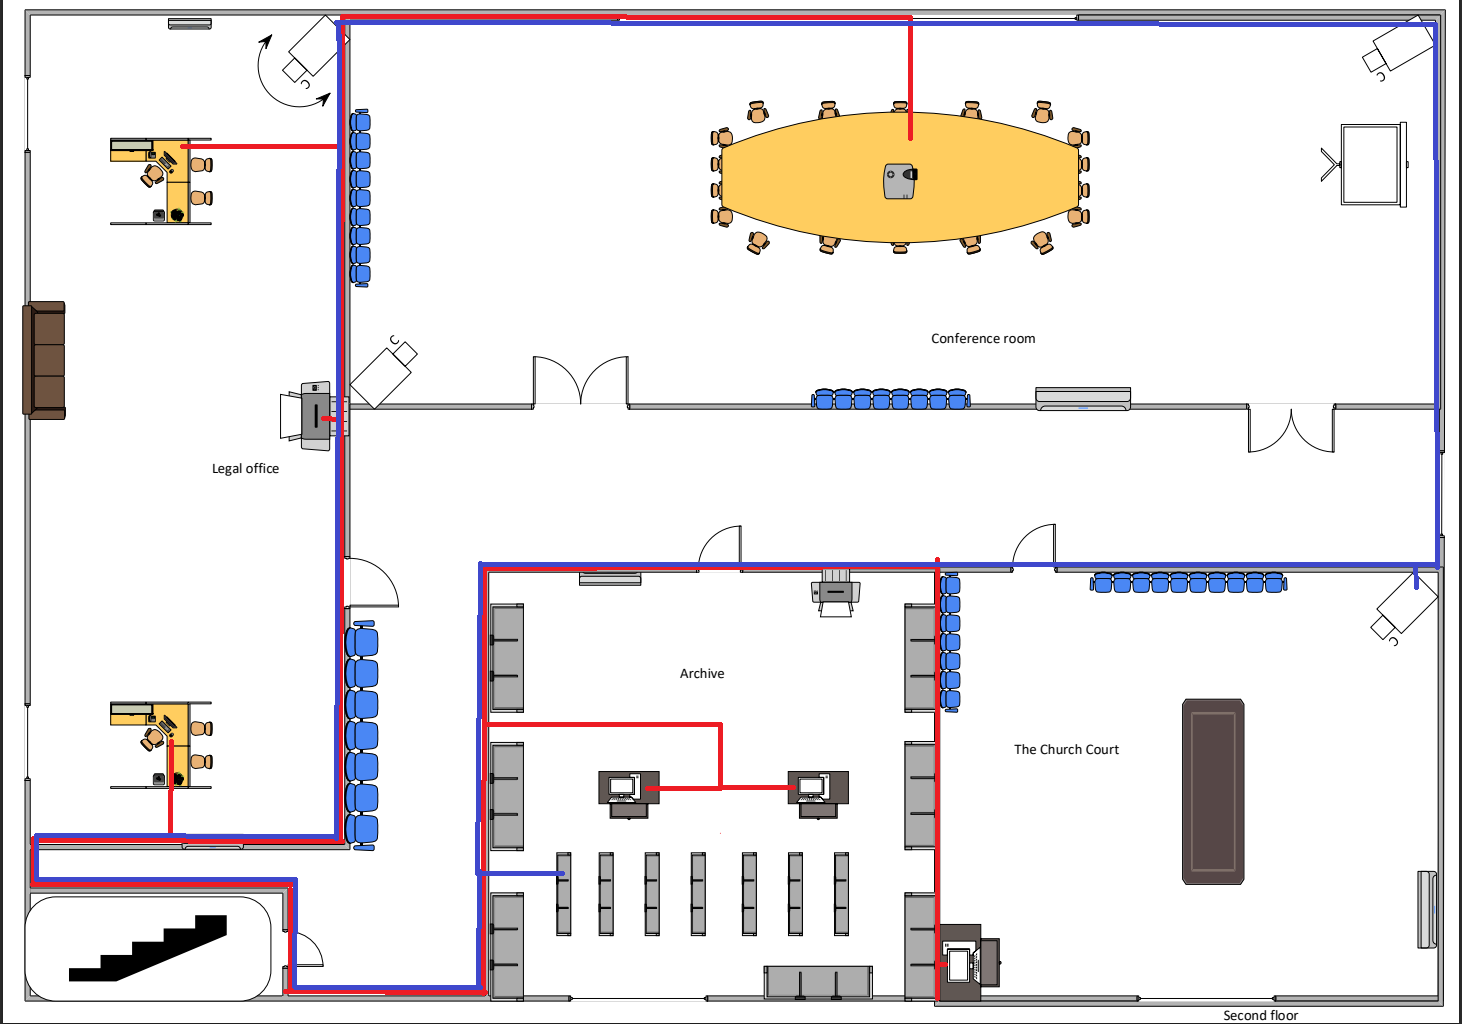 Conference room
Legal office
Archive
The Church Court
Second floor